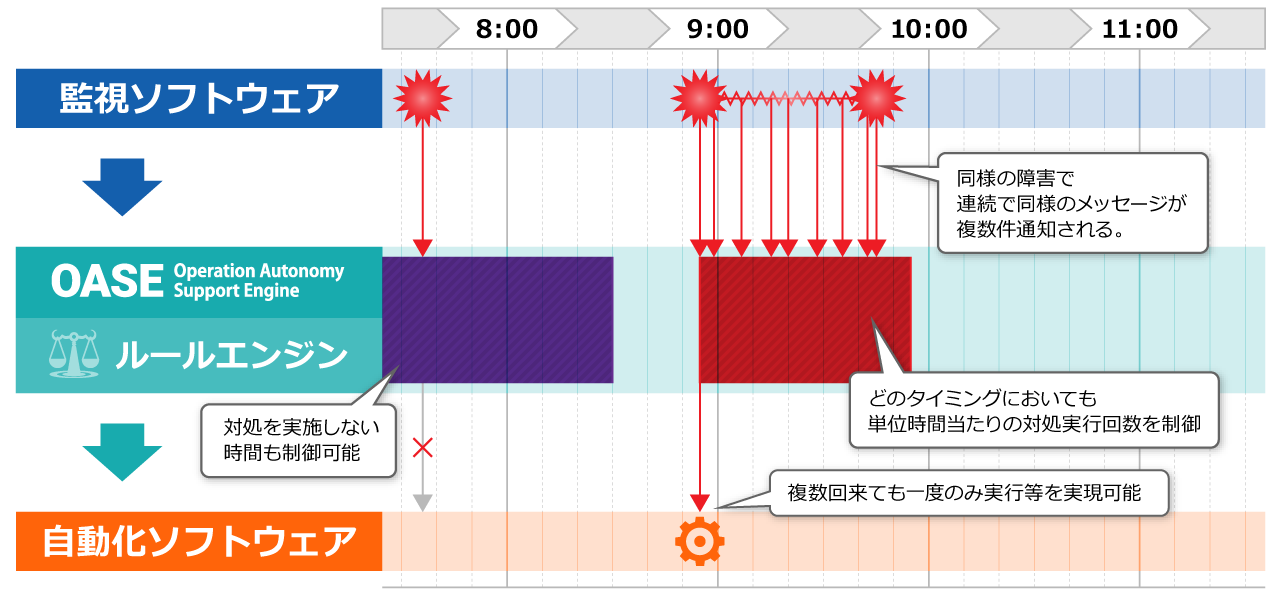 8:00
9:00
10:00
11:00
監視ソフトウェア
同様の障害で
連続で同様のメッセージが
複数件通知される。
OASE Operation Autonomy
Support Engine
ルールエンジン
どのタイミングにおいても
単位時間当たりの対処実行回数を制御
対処を実施しない
時間も制御可能
複数回来ても一度のみ実行等を実現可能
自動化ソフトウェア